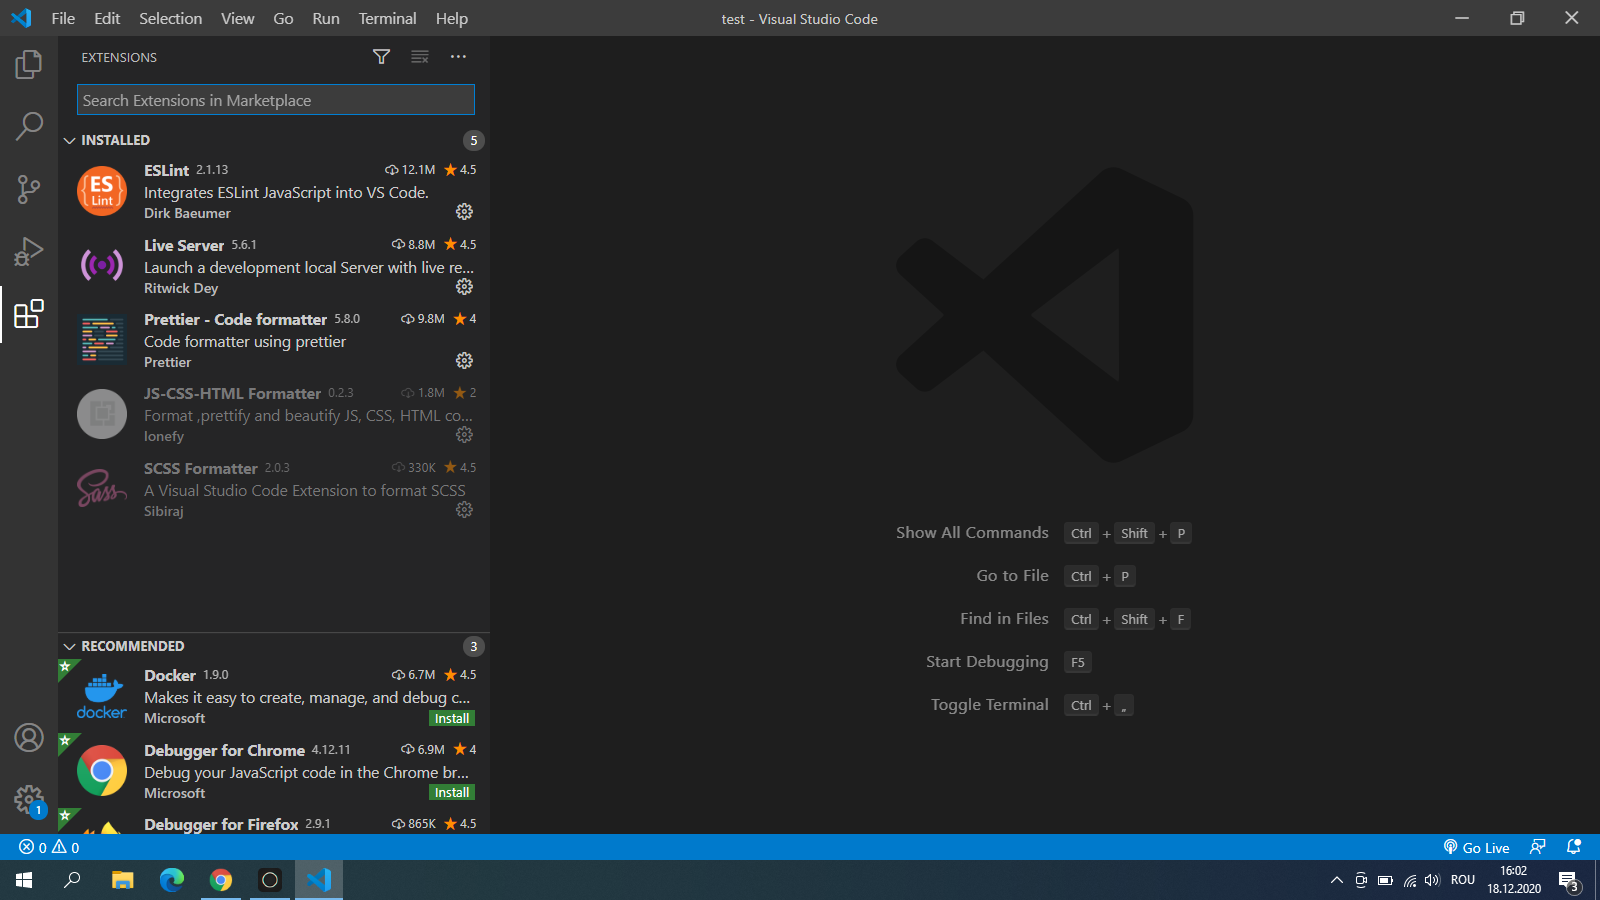 File Edit Selection View Go Run Terminal Help
test - Visual Studio Code
EXTENSIONS
Search Extensions in Marketplace
INSTALLED 5
ES
Lint
ESLint 2.1.13 12.1M 4.5
Integrates ESLint JavaScript into VS Code.
Dirk Baeumer
Live Server 5.6.1 8.8M 4.5
Launch a development local Server with live re...
Ritwick Dey
Prettier - Code formatter 5.8.0 9.8M 4
Code formatter using prettier
Prettier
JS-CSS-HTML Formatter 0.2.3 1.8M 2
Format ,prettify and beautify JS, CSS, HTML co...
lonefy
SCSS Formatter 2.0.3 330K 4.5
Sass
A Visual Studio Code Extension to format SCSS
Sibiraj
RECOMMENDED 3
Docker 1.9.0 6.7M 4.5
Makes it easy to create, manage, and debug c...
docker
Microsoft Install
Debugger for Chrome 4.12.11 6.9M 4
Debug your JavaScript code in the Chrome br...
Microsoft Install
Debugger for Firefox 2.9.1 865K 4.5
Show All Commands Ctrl + Shift + P
Go to File Ctrl + P
Find in Files Ctrl + Shift + F
Start Debugging F5
Toggle Terminal Ctrl + „
1
0 0
Go Live
ROU
16:02
18.12.2020
3